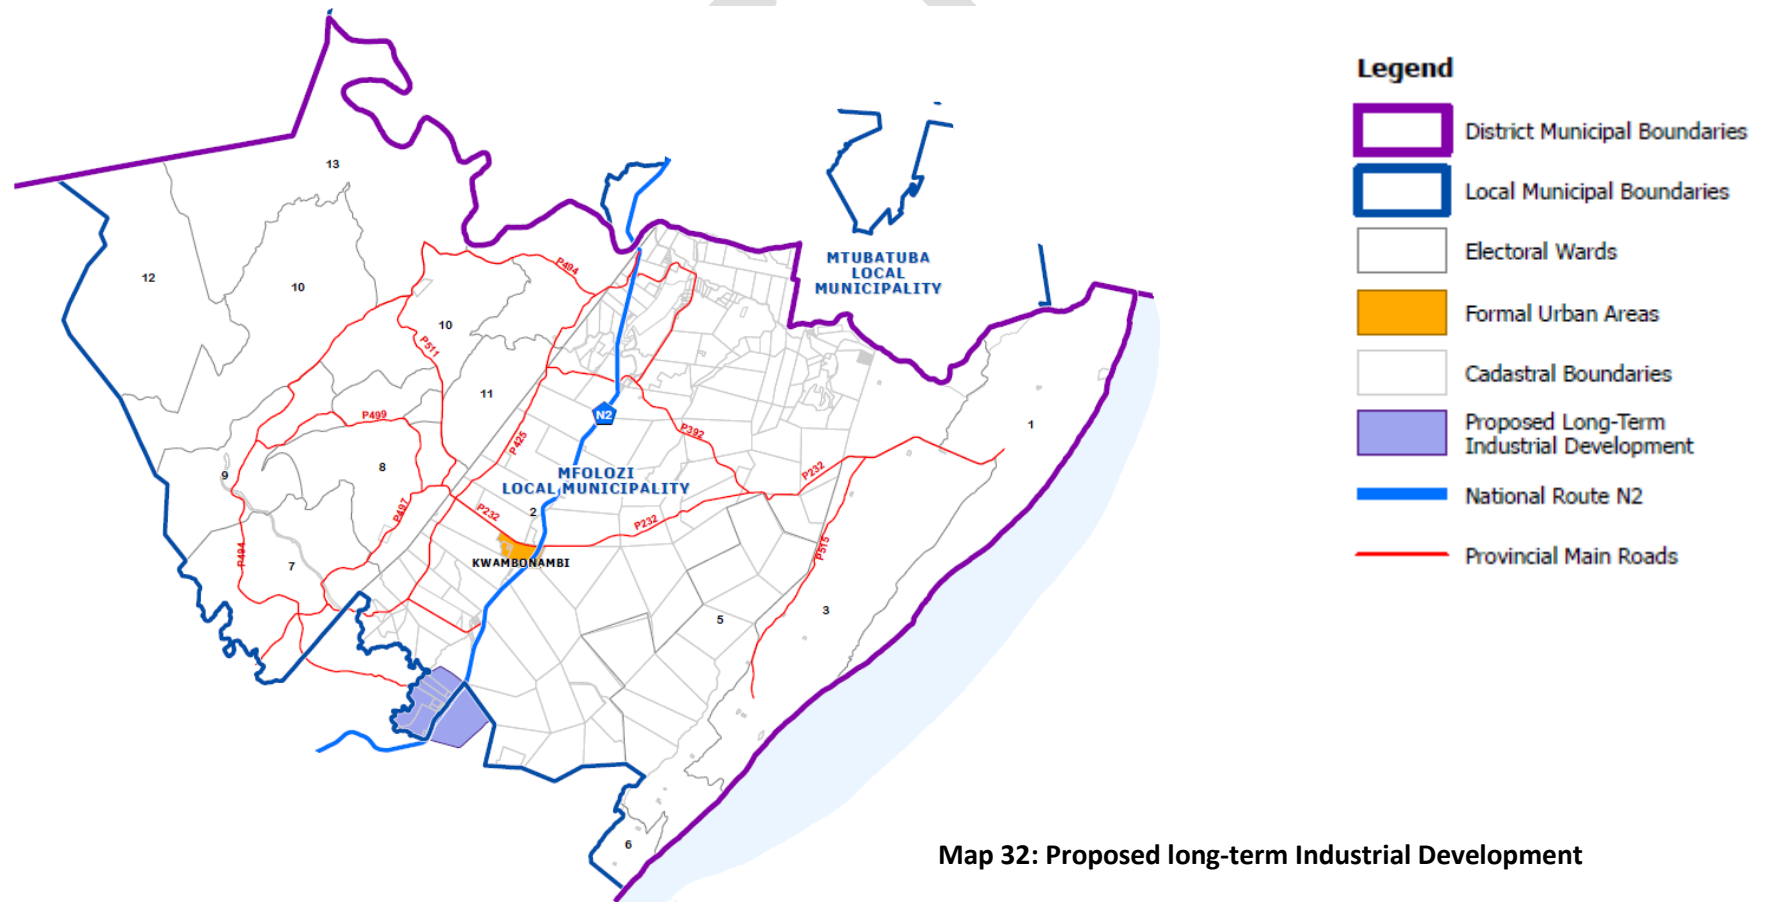 Legend
District Municipal Boundaries
Local Municipal Boundaries
Electoral Wards
Formal Urban Areas
Cadastral Boundaries
Proposed Long-Term
Industrial Development
National Route N2
Provincial Main Roads
13
12
10
MTUBATUBA
LOCAL
MUNICIPALITY
P494
10
P511
11
N2
P499
P425
P392
1
8
9
MFOLOZI
LOCAL MUNICIPALITY
P232
P497
P232
2
P232
P494
KWAMBONAMBI
P515
7
3
5
6
Map 32: Proposed long-term Industrial Development